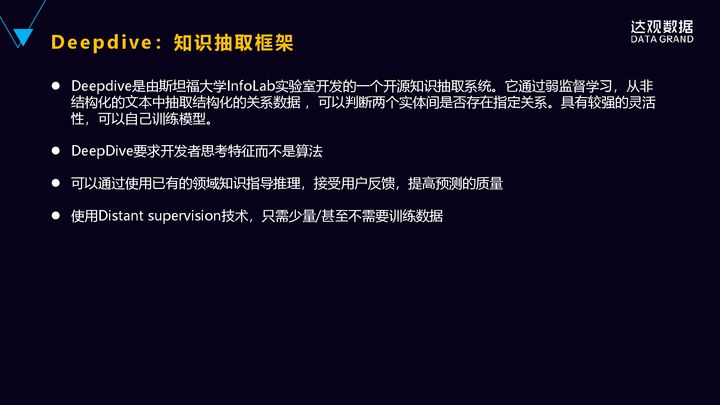 达观数据
DATA GRAND
Deepdive：知识抽取框架
● Deepdive是由斯坦福大学InfoLab实验室开发的一个开源知识抽取系统。它通过弱监督学习，从非
结构化的文本中抽取结构化的关系数据 ，可以判断两个实体间是否存在指定关系。具有较强的灵活
性，可以自己训练模型。
● DeepDive要求开发者思考特征而不是算法
● 可以通过使用已有的领域知识指导推理，接受用户反馈，提高预测的质量
● 使用Distant supervision技术，只需少量/甚至不需要训练数据